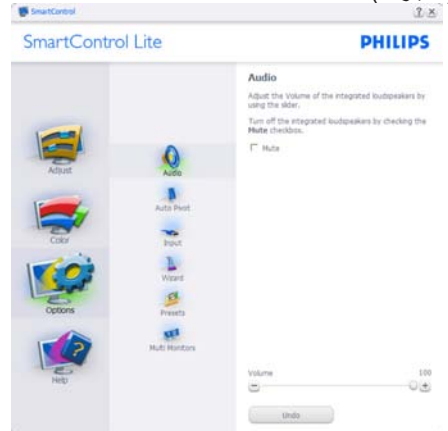 SmartControl
SmartControl Lite
PHILIPS
Adjust
Color
Options
Help
Audio
Auto Pivot
Input
Wizard
Presets
Multi Monitors
Audio
Adjust the Volume of the integrated loudspeakers by
using the slider.
Turn off the integrated loudspeakers by checking the
Mute checkbox.
Mute
Volume
100
Undo